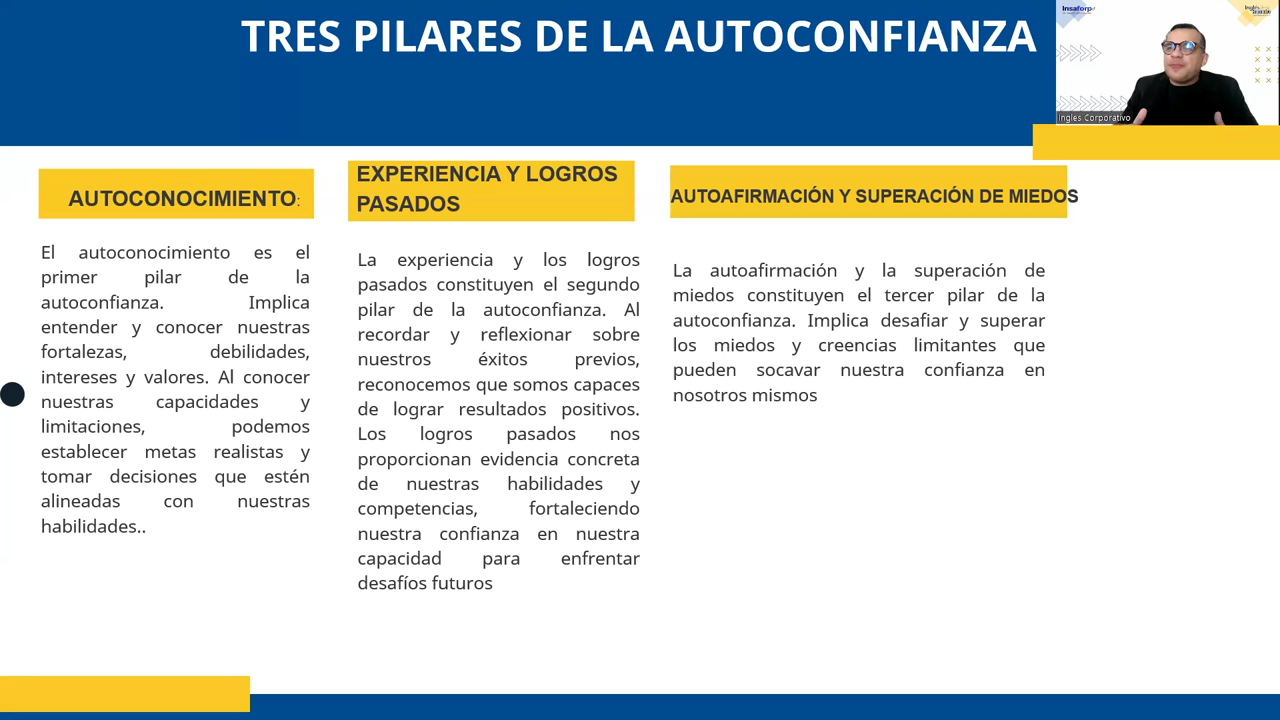 TRES PILARES DE LA AUTOCONFIANZA
Insaforp
Ingles Corporativo
AUTOCONOCIMIENTO:
El autoconocimiento es el
primer pilar de la
autoconfianza. Implica
entender y conocer nuestras
fortalezas, debilidades,
intereses y valores. Al conocer
nuestras capacidades y
limitaciones, podemos
establecer metas realistas y
tomar decisiones que estén
alineadas con nuestras
habilidades..
EXPERIENCIA Y LOGROS
PASADOS
La experiencia y los logros
pasados constituyen el segundo
pilar de la autoconfianza. Al
recordar y reflexionar sobre
nuestros éxitos previos,
reconocemos que somos capaces
de lograr resultados positivos.
Los logros pasados nos
proporcionan evidencia concreta
de nuestras habilidades y
competencias, fortaleciendo
nuestra confianza en nuestra
capacidad para enfrentar
desafíos futuros
AUTOAFIRMACIÓN Y SUPERACIÓN DE MIEDOS
La autoafirmación y la superación de
miedos constituyen el tercer pilar de la
autoconfianza. Implica desafiar y superar
los miedos y creencias limitantes que
pueden socavar nuestra confianza en
nosotros mismos